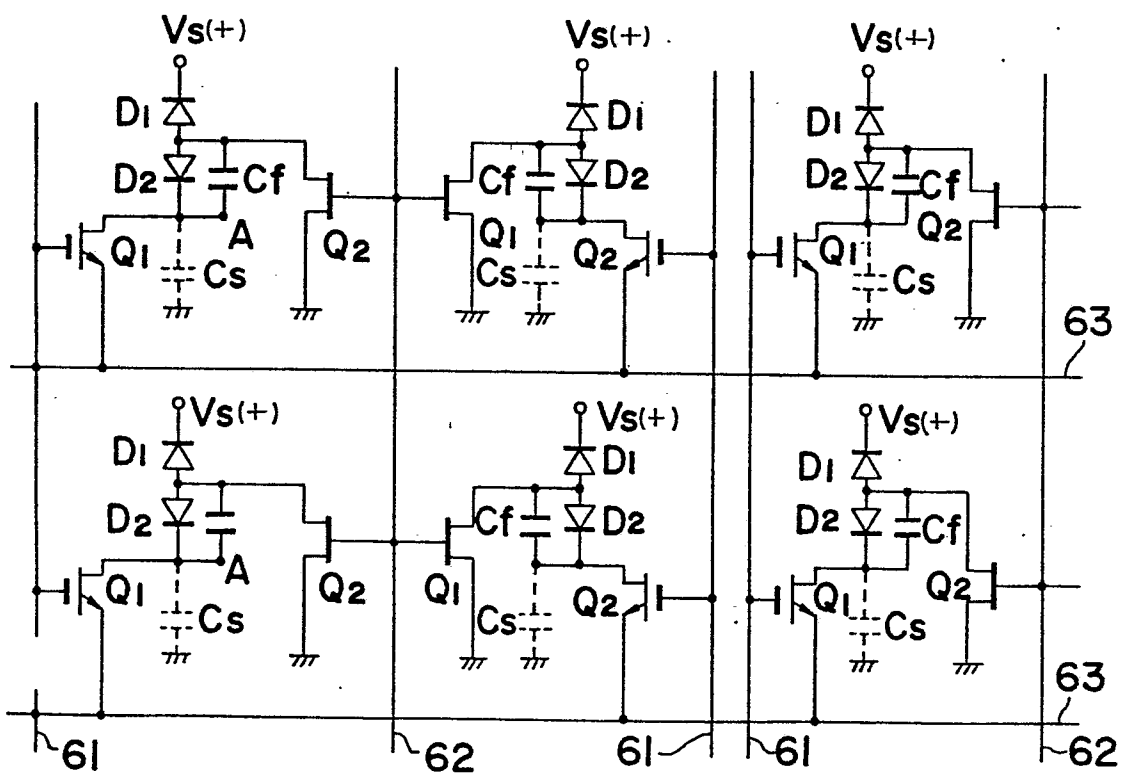 Vs(+) Vs(+) Vs(+)
D1 D1 D1
D2 Cf Cf D2 D2 Cf
A
Q1 Cs Q2 Q1 Cs Q2 Q1 Cs Q2
63
Vs(+) Vs(+) Vs(+)
D1 D1 D1
D2 Cf D2 D2 Cf
A
Q1 Cs Q2 Q1 Cs Q2 Q1 Cs Q2
63
61 62 61 61 62